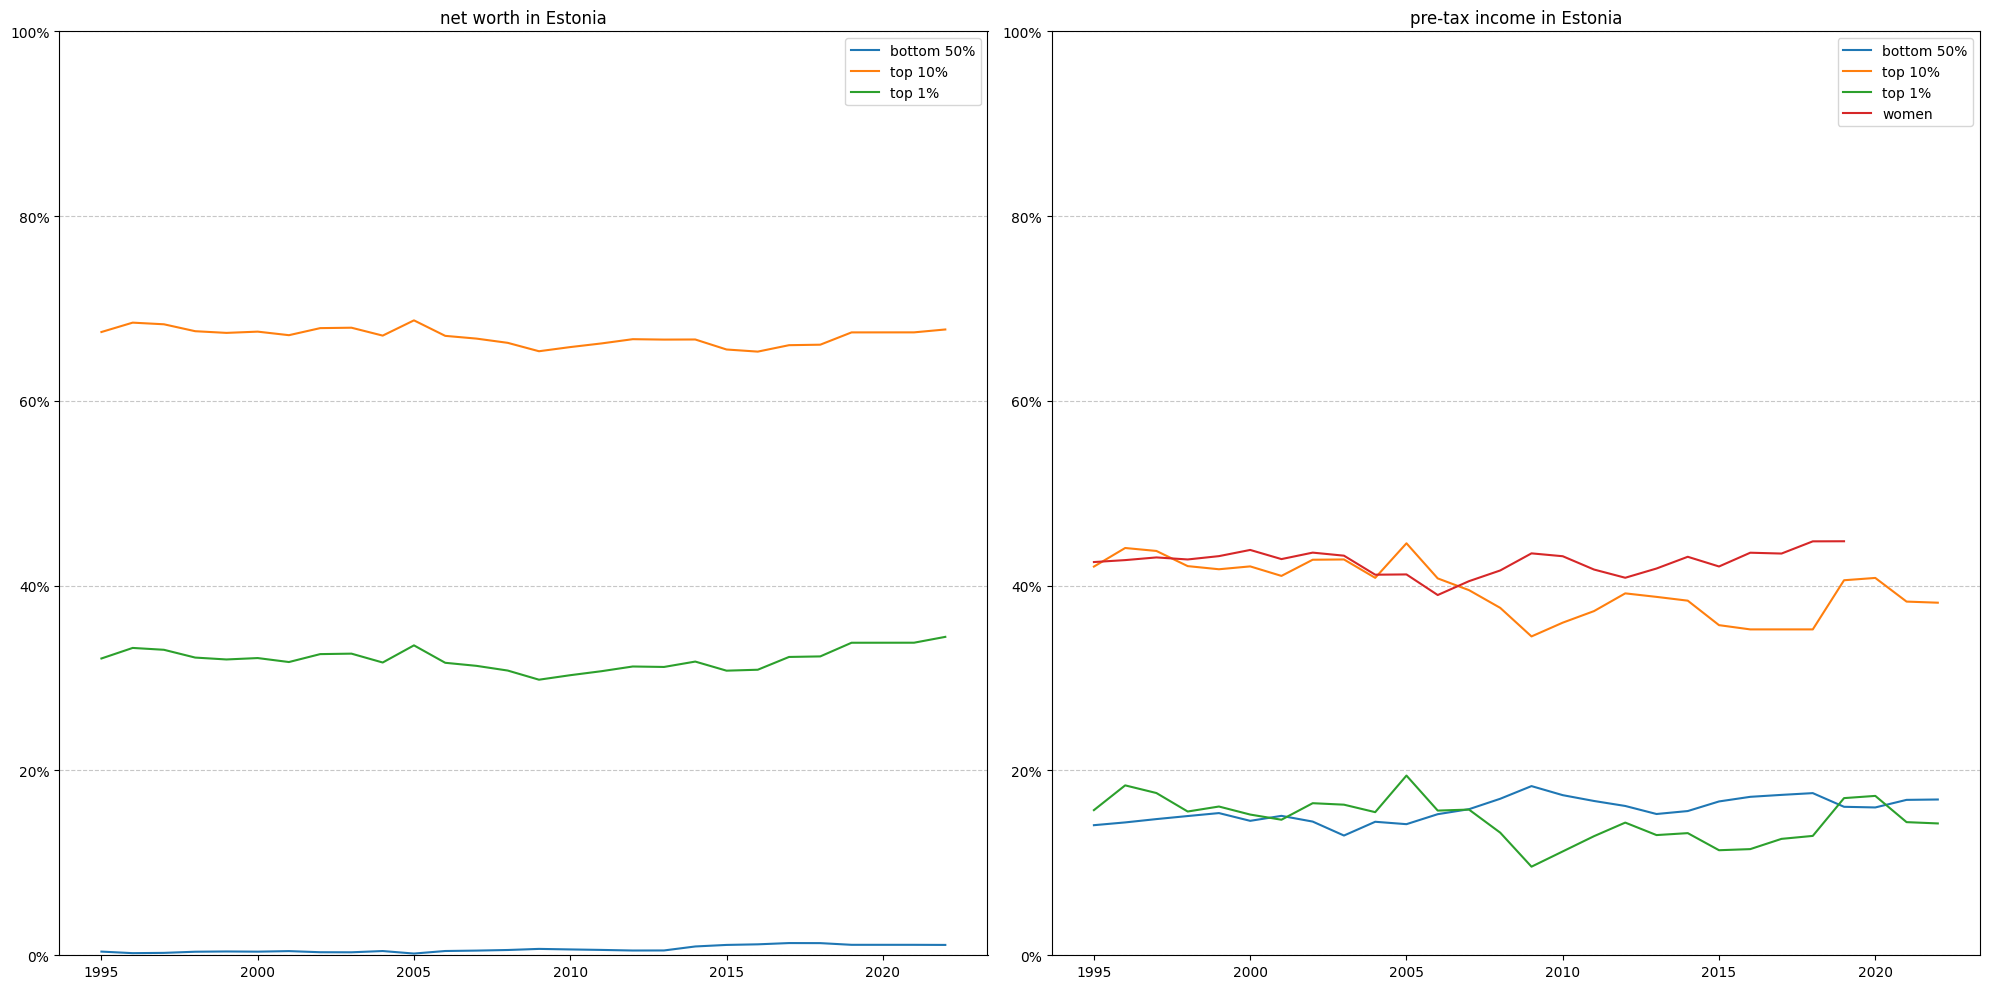 net worth in Estonia
100%
80%
60%
40%
20%
0%
1995 2000 2005 2010 2015 2020
bottom 50%
top 10%
top 1%
pre-tax income in Estonia
100%
80%
60%
40%
20%
0%
1995 2000 2005 2010 2015 2020
bottom 50%
top 10%
top 1%
women